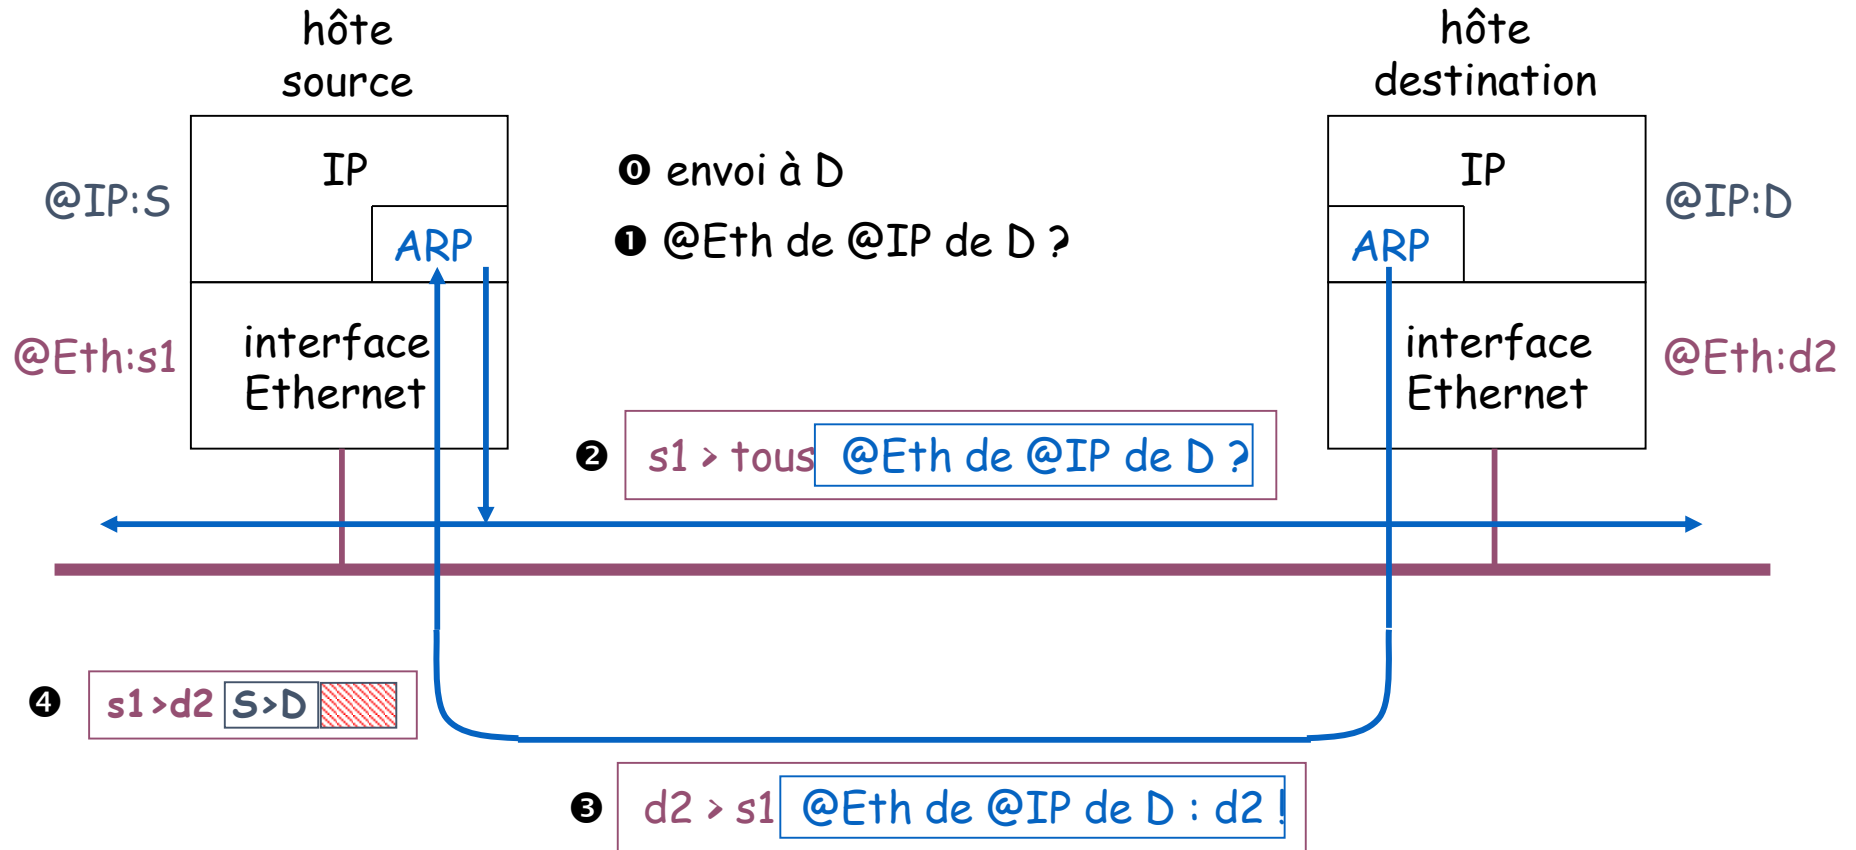 hôte
source
hôte
destination
IP
@IP:S
ARP
⓿ envoi à D
❶ @Eth de @IP de D ?
IP
@IP:D
ARP
interface
Ethernet
@Eth:s1
interface
Ethernet
@Eth:d2
❷ s1 > tous @Eth de @IP de D ?
❹ s1>d2 S>D
❸ d2 > s1 @Eth de @IP de D : d2 !